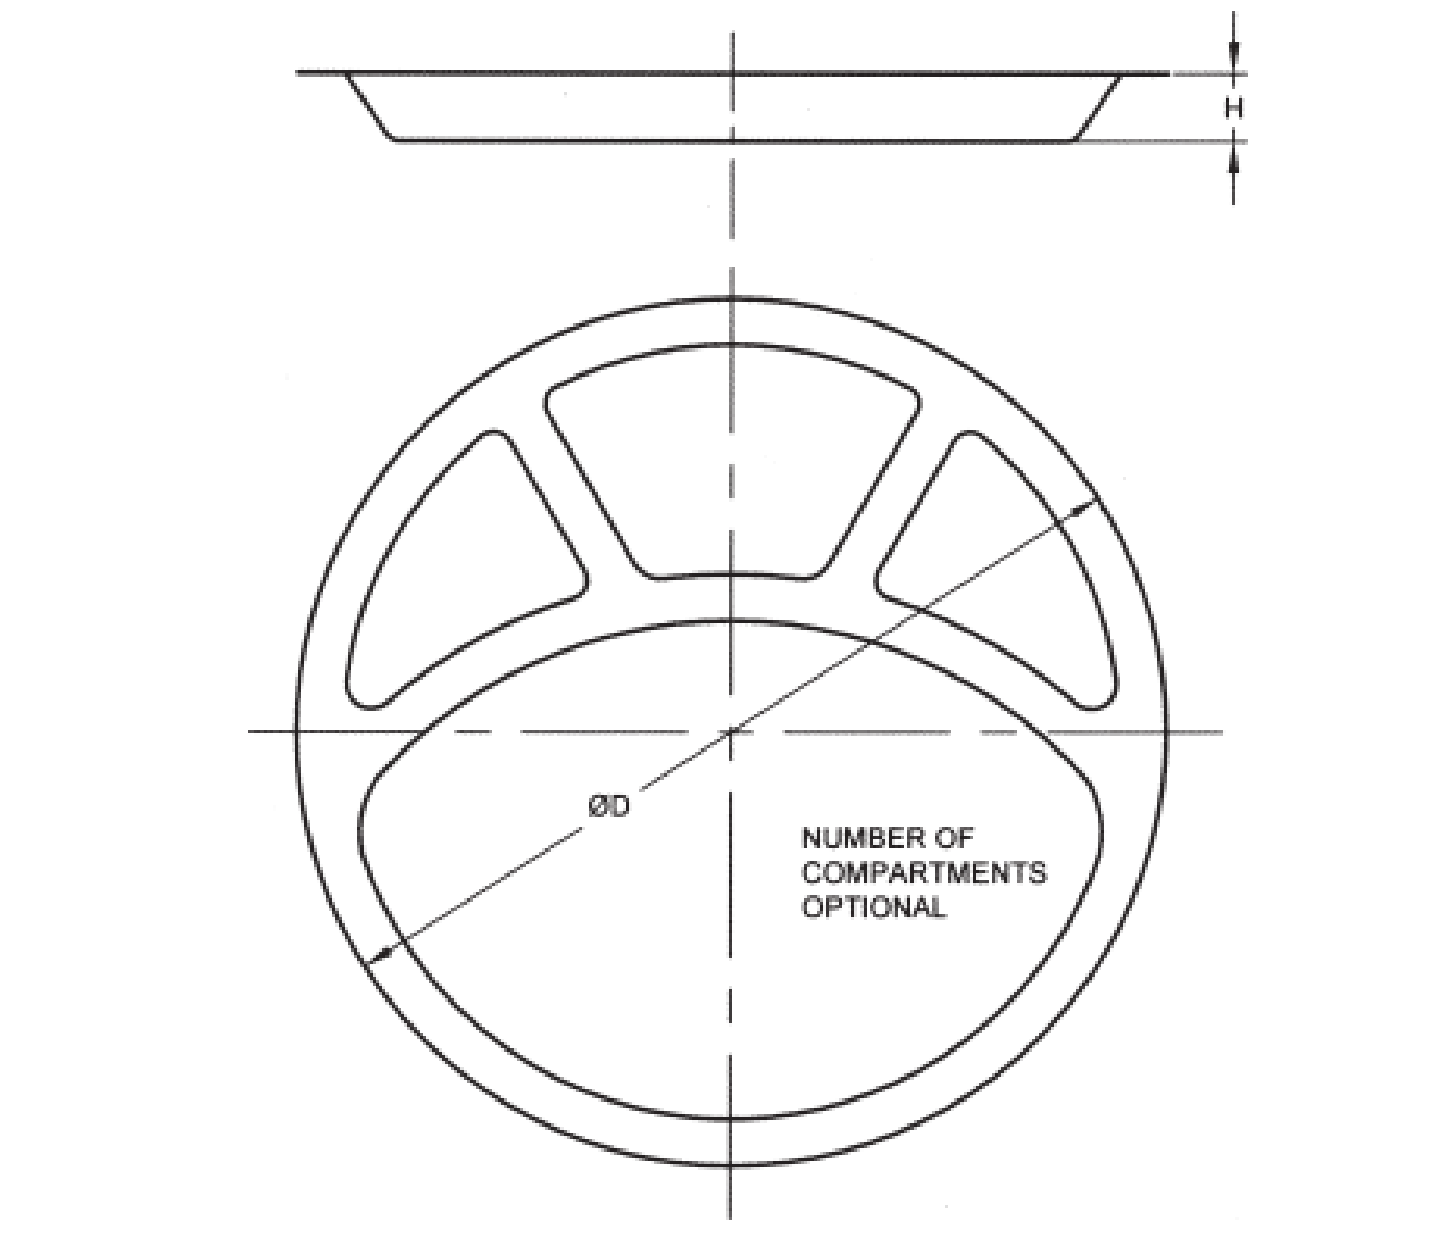 H
ØD
NUMBER OF
COMPARTMENTS
OPTIONAL